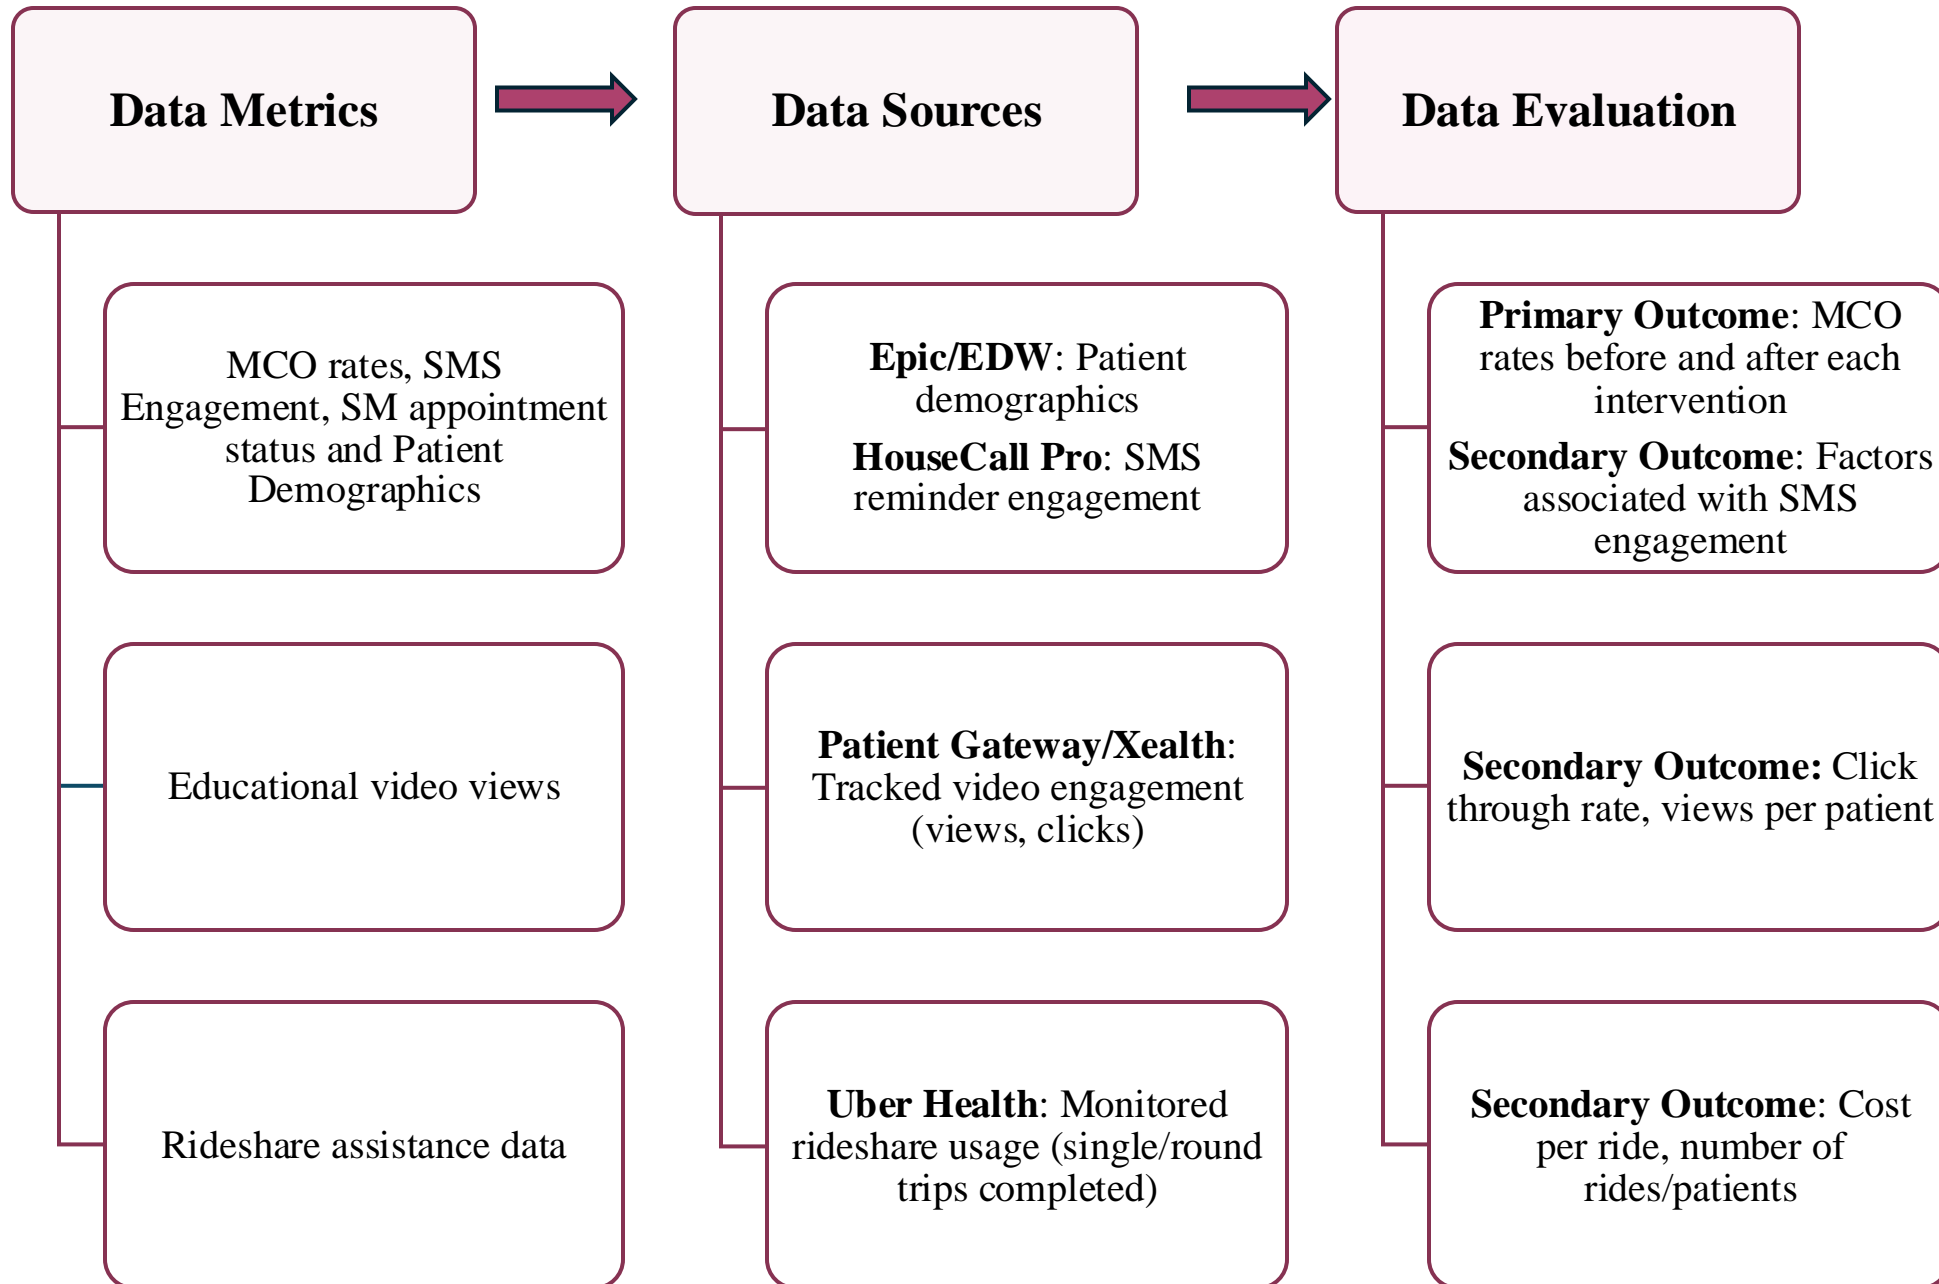 Data Metrics
Data Sources
Data Evaluation
MCO rates, SMS
Engagement, SM appointment
status and Patient
Demographics
Epic/EDW: Patient
demographics
HouseCall Pro: SMS
reminder engagement
Primary Outcome: MCO
rates before and after each
intervention
Secondary Outcome: Factors
associated with SMS
engagement
Educational video views
Patient Gateway/Xealth:
Tracked video engagement
(views, clicks)
Secondary Outcome: Click
through rate, views per patient
Rideshare assistance data
Uber Health: Monitored
rideshare usage (single/round
trips completed)
Secondary Outcome: Cost
per ride, number of
rides/patients